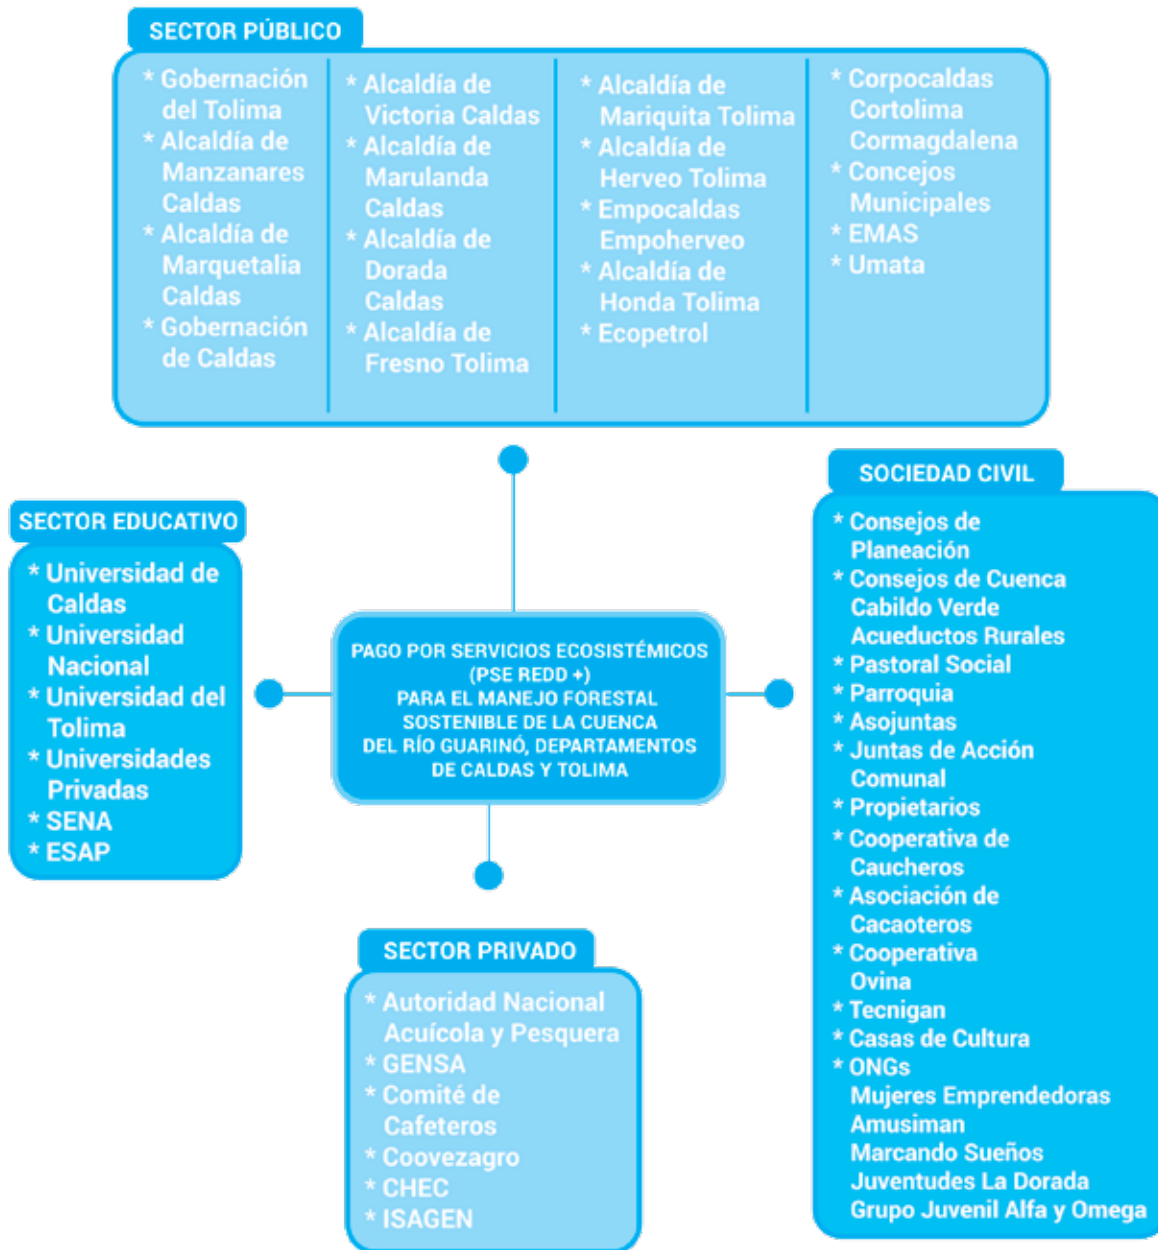 SECTOR PÚBLICO
* Gobernación
del Tolima
* Alcaldía de
Manzanares
Caldas
* Alcaldía de
Marquetalia
Caldas
* Gobernación
de Caldas
* Alcaldía de
Victoria Caldas
* Alcaldía de
Marulanda
Caldas
* Alcaldía de
Dorada
Caldas
* Alcaldía de
Fresno Tolima
* Alcaldía de
Mariquita Tolima
* Alcaldía de
Herveo Tolima
* Empocaldas
Empoherveo
* Alcaldía de
Honda Tolima
* Ecopetrol
* Corpocaldas
Cortolima
Cormagdalena
* Concejos
Municipales
* EMAS
* Umata
SECTOR EDUCATIVO
* Universidad de
Caldas
* Universidad
Nacional
* Universidad del
Tolima
* Universidades
Privadas
* SENA
* ESAP
PAGO POR SERVICIOS ECOSISTÉMICOS
(PSE REDD +)
PARA EL MANEJO FORESTAL
SOSTENIBLE DE LA CUENCA
DEL RÍO GUARINÓ, DEPARTAMENTOS
DE CALDAS Y TOLIMA
SOCIEDAD CIVIL
* Consejos de
Planeación
* Consejos de Cuenca
Cabildo Verde
Acueductos Rurales
* Pastoral Social
* Parroquia
* Asojuntas
* Juntas de Acción
Comunal
* Propietarios
* Cooperativa de
Caucheros
* Asociación de
Cacaoteros
* Cooperativa
Ovina
* Tecnigan
* Casas de Cultura
* ONGs
Mujeres Emprendedoras
Amusiman
Marcando Sueños
Juventudes La Dorada
Grupo Juvenil Alfa y Omega
SECTOR PRIVADO
* Autoridad Nacional
Acuícola y Pesquera
* GENSA
* Comité de
Cafeteros
* Coovezagro
* CHEC
* ISAGEN